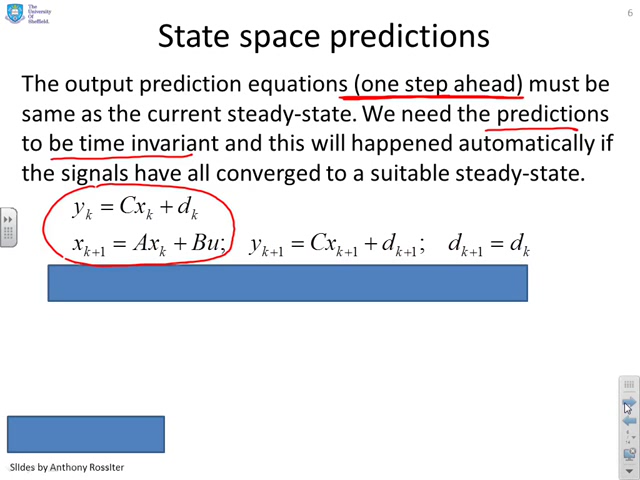 The
University
Of
Sheffield.
6
State space predictions
The output prediction equations (one step ahead) must be
same as the current steady-state. We need the predictions
to be time invariant and this will happened automatically if
the signals have all converged to a suitable steady-state.
y_k = Cx_k + d_k
x_{k+1} = Ax_k + Bu; y_{k+1} = Cx_{k+1} + d_{k+1}; d_{k+1} = d_k
Slides by Anthony Rossiter